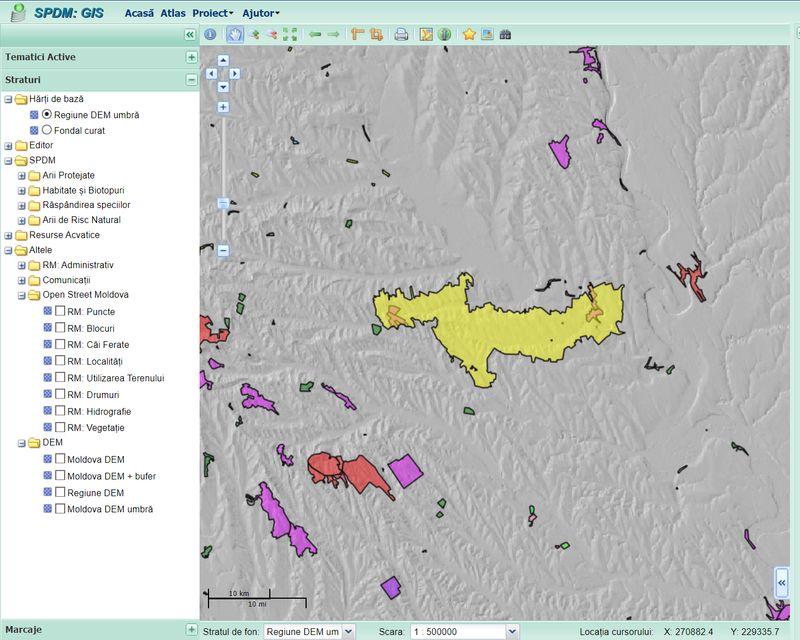 SPDM: GIS
Acasă Atlas Proiect Ajutor
Tematici Active
Straturi
Hărți de bază
Regiune DEM umbră
Fondal curat
Editor
SPDM
Arii Protejate
Habitate și Biotopuri
Răspândirea speciilor
Arii de Risc Natural
Resurse Acvatice
Altele
RM: Administrativ
Comunicații
Open Street Moldova
RM: Puncte
RM: Blocuri
RM: Căi Ferate
RM: Localități
RM: Utilizarea Terenului
RM: Drumuri
RM: Hidrografie
RM: Vegetație
DEM
Moldova DEM
Moldova DEM + bufer
Regiune DEM
Moldova DEM umbră
Marcaje
10 km
10 mi
Stratul de fon: Regiune DEM um Scara: 1 : 500000 Locația cursorului: X: 270882.4 Y: 229335.7